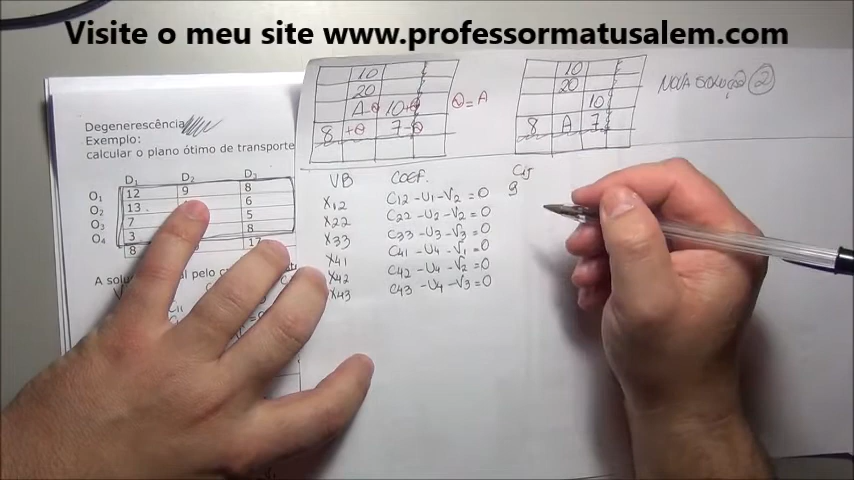 Visite o meu site www.professormatusalem.com
Degenerescência
Exemplo:
calcular o plano ótimo de transporte
D1 D2 D3
O1 12 9 8
O2 13 6
O3 7 5
O4 3 8
8 17
A solu
10
20
A-θ 10+θ
8 +θ 7-θ
θ = A
10
20
10
8 A 7
NOVA SOLUÇÃO 2
VB COEF. Cij
X12 C12 - U1 - V2 = 0 9
X22 C22 - U2 - V2 = 0
X33 C33 - U3 - V3 = 0
X41 C41 - U4 - V1 = 0
X42 C42 - U4 - V2 = 0
X43 C43 - U4 - V3 = 0